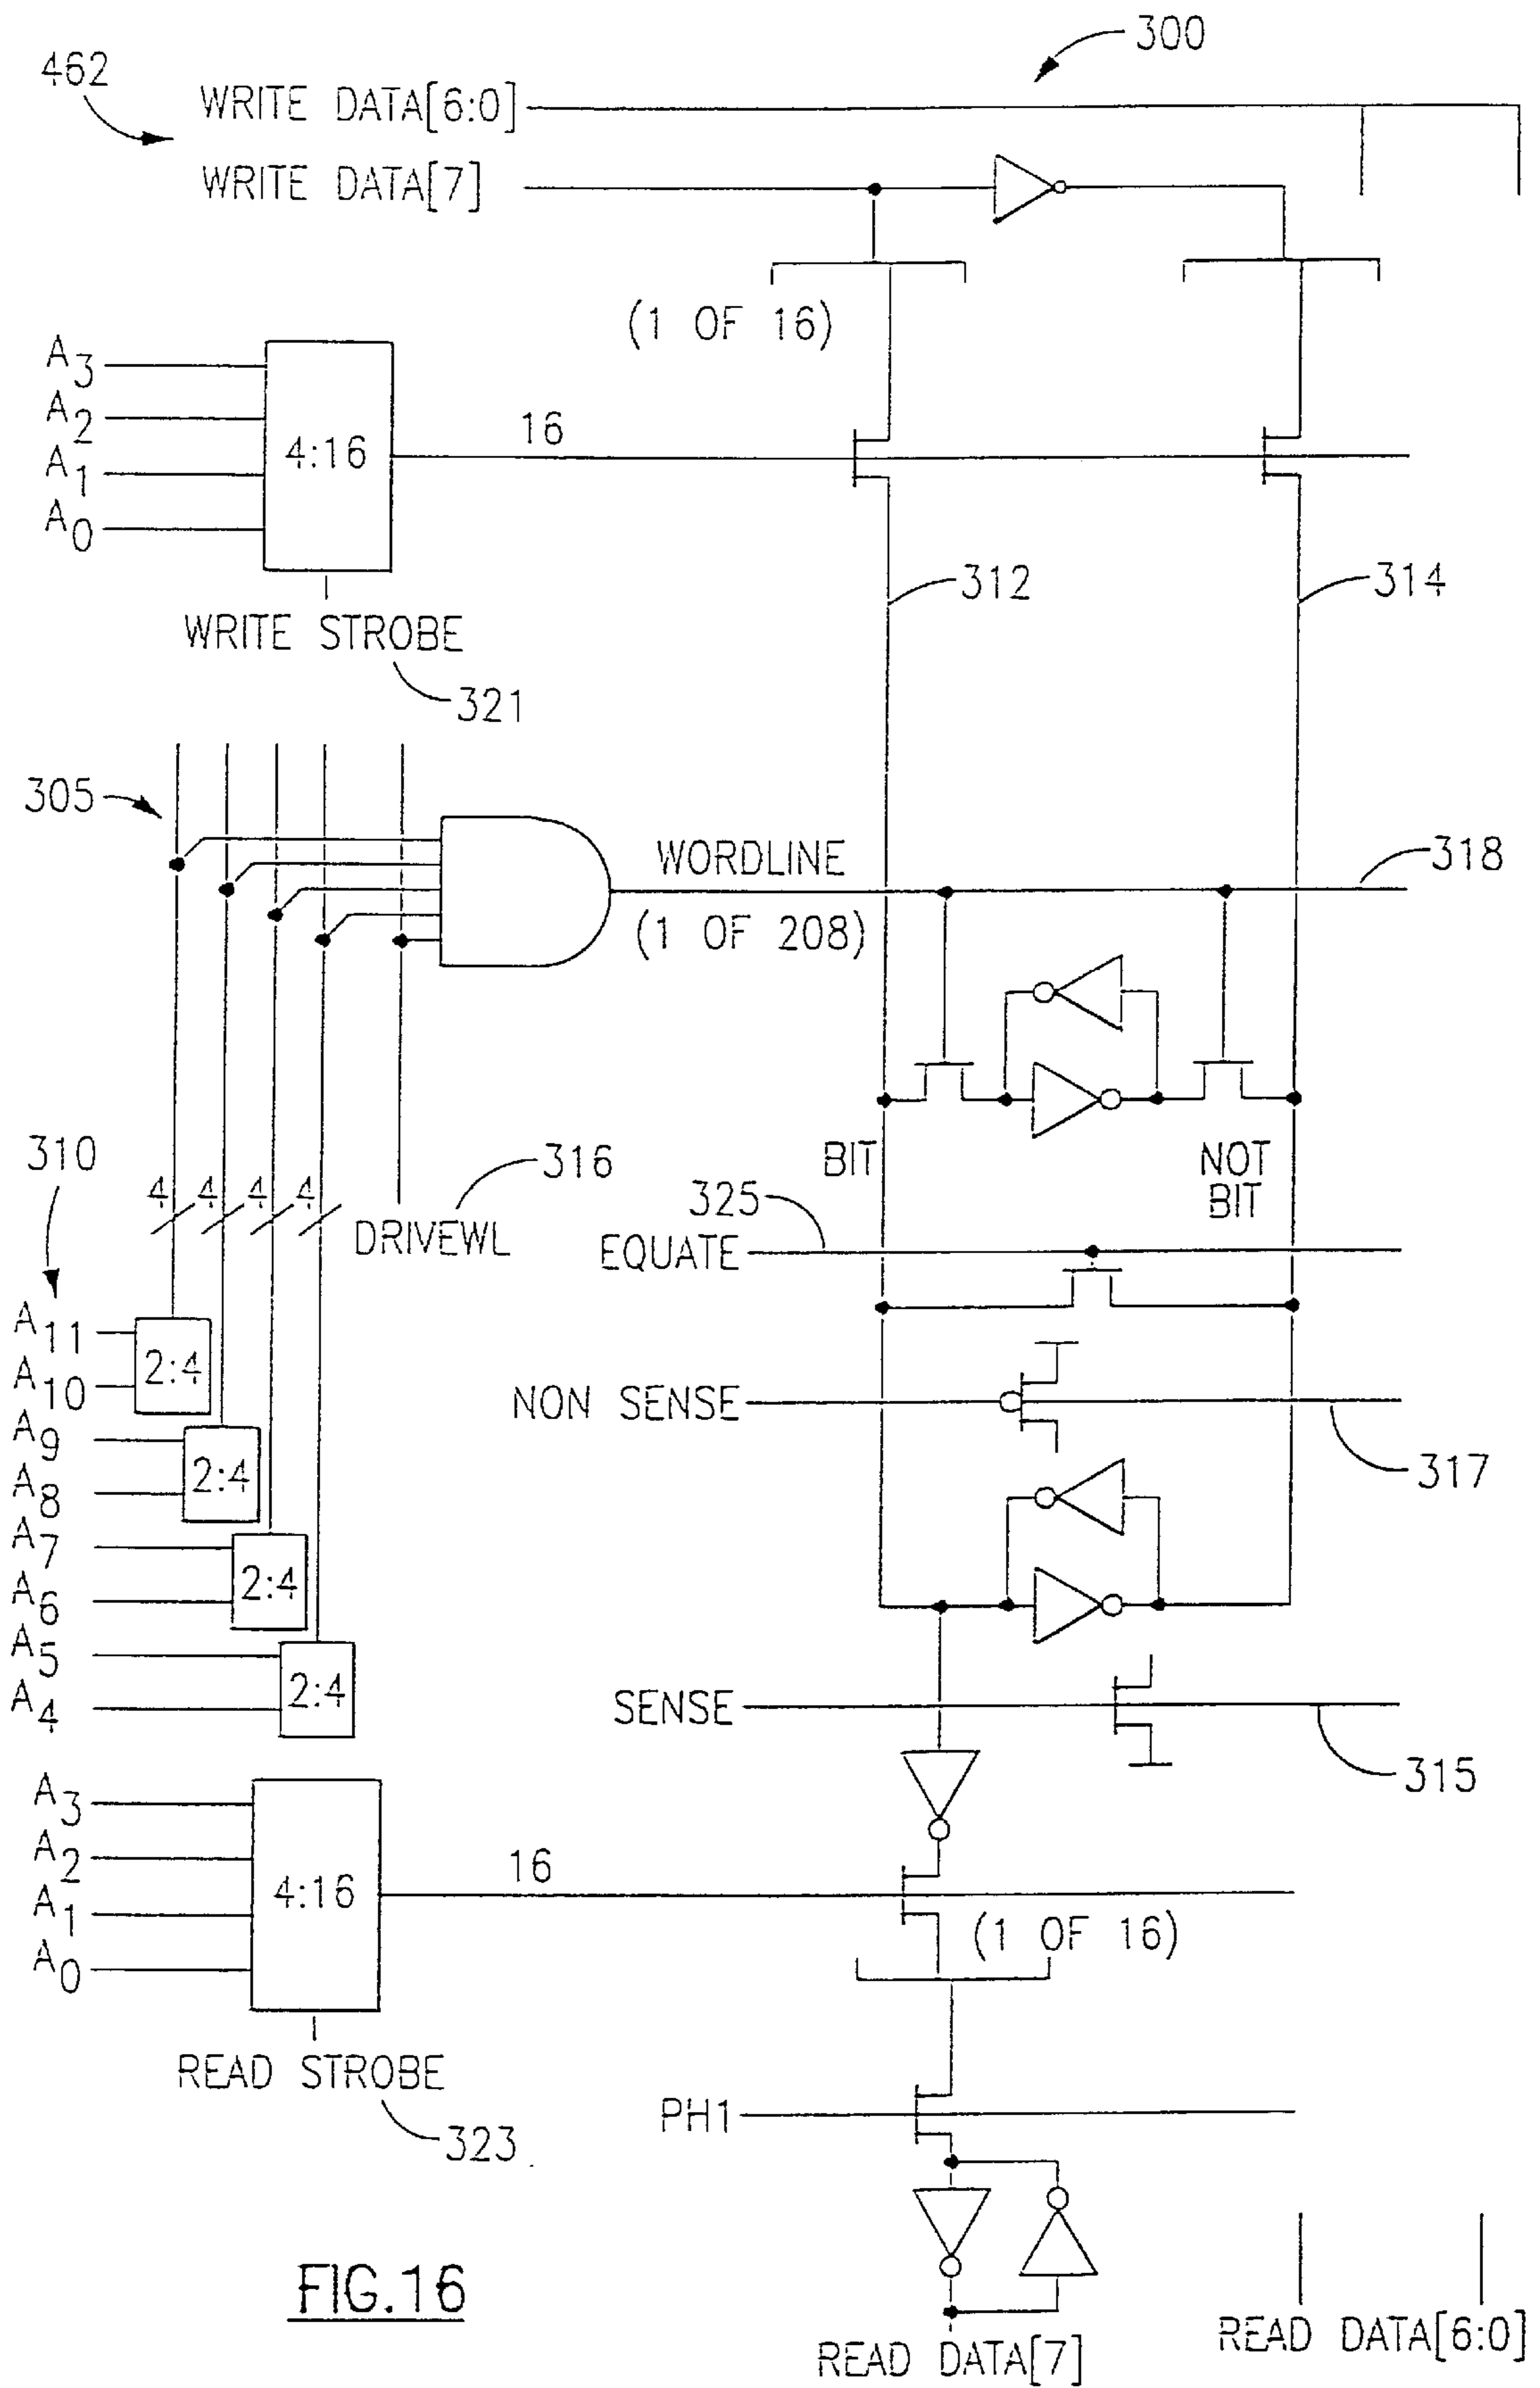 300
462
WRITE DATA[6:0]
WRITE DATA[7]
(1 OF 16)
A3
A2
A1
A0
4:16
16
WRITE STROBE
321
312
314
305
WORDLINE
(1 OF 208)
318
310
4 4 4 4
316
DRIVEWL
BIT
NOT
BIT
325
EQUATE
A11
A10
2:4
NON SENSE
317
A9
A8
2:4
A7
A6
2:4
A5
A4
2:4
SENSE
315
A3
A2
A1
A0
4:16
16
(1 OF 16)
READ STROBE
323
PH1
FIG.16
READ DATA[7]
READ DATA[6:0]